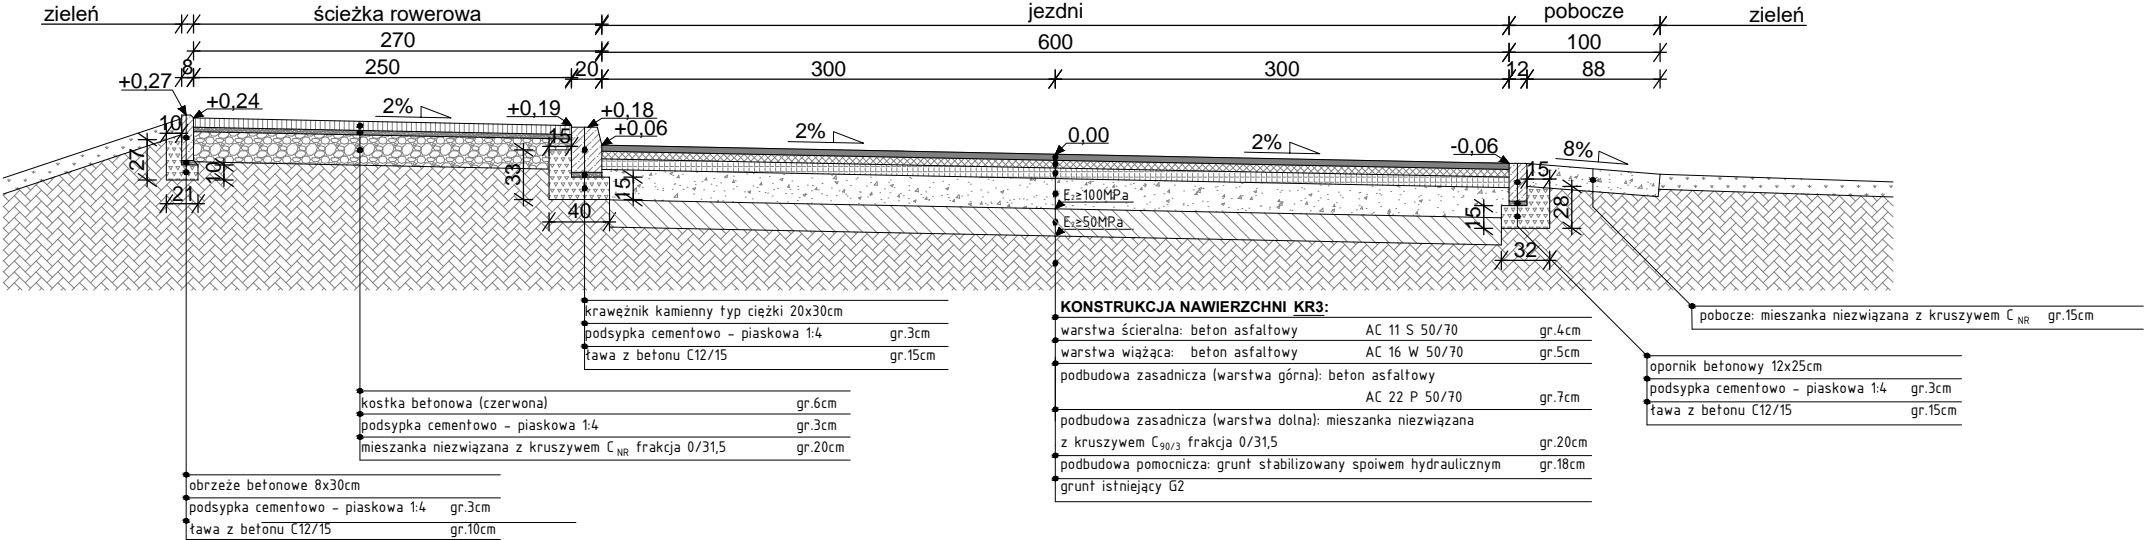 zieleń ścieżka rowerowa jezdni pobocze zieleń
270 600 100
8 250 20 300 300 12 88
+0,27 +0,24 2% +0,19 +0,18 +0,06 2% 0,00 2% -0,06 8%
10 15 15
27 10 33 15 15 28
21 40 32
E₂≥100MPa
E₂≥50MPa
krawężnik kamienny typ ciężki 20x30cm
podsypka cementowo - piaskowa 1:4 gr.3cm
ława z betonu C12/15 gr.15cm
kostka betonowa (czerwona) gr.6cm
podsypka cementowo - piaskowa 1:4 gr.3cm
mieszanka niezwiązana z kruszywem C NR frakcja 0/31,5 gr.20cm
obrzeże betonowe 8x30cm
podsypka cementowo - piaskowa 1:4 gr.3cm
ława z betonu C12/15 gr.10cm
KONSTRUKCJA NAWIERZCHNI KR3:
warstwa ścieralna: beton asfaltowy AC 11 S 50/70 gr.4cm
warstwa wiążąca: beton asfaltowy AC 16 W 50/70 gr.5cm
podbudowa zasadnicza (warstwa górna): beton asfaltowy
AC 22 P 50/70 gr.7cm
podbudowa zasadnicza (warstwa dolna): mieszanka niezwiązana
z kruszywem C90/3 frakcja 0/31,5 gr.20cm
podbudowa pomocnicza: grunt stabilizowany spoiwem hydraulicznym gr.18cm
grunt istniejący G2
pobocze: mieszanka niezwiązana z kruszywem C NR gr.15cm
opornik betonowy 12x25cm
podsypka cementowo - piaskowa 1:4 gr.3cm
ława z betonu C12/15 gr.15cm